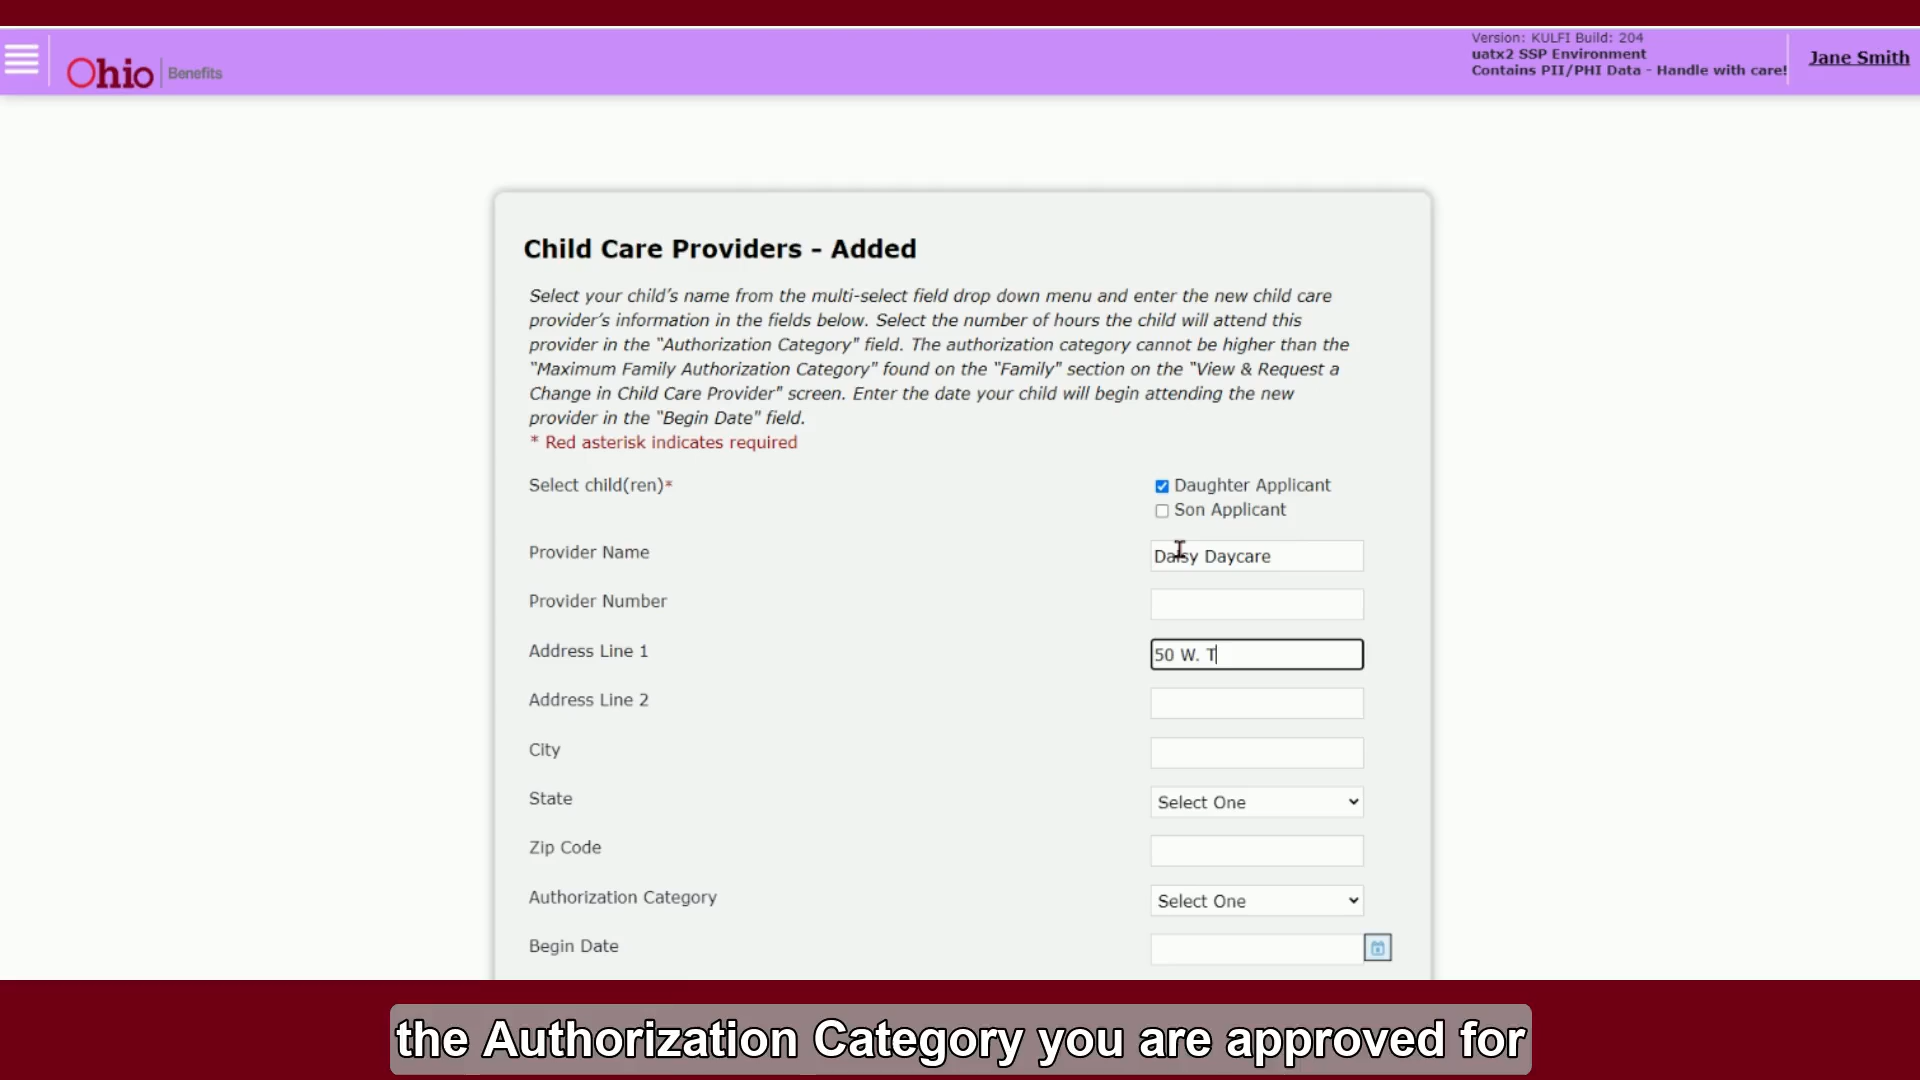 Version: KULFI Build: 204
uatx2 SSP Environment
Contains PII/PHI Data - Handle with care!
Jane Smith
Ohio Benefits
Child Care Providers - Added
Select your child's name from the multi-select field drop down menu and enter the new child care
provider's information in the fields below. Select the number of hours the child will attend this
provider in the "Authorization Category" field. The authorization category cannot be higher than the
"Maximum Family Authorization Category" found on the "Family" section on the "View & Request a
Change in Child Care Provider" screen. Enter the date your child will begin attending the new
provider in the "Begin Date" field.
* Red asterisk indicates required
Select child(ren)*
Daughter Applicant
Son Applicant
Provider Name
Daisy Daycare
Provider Number
Address Line 1
50 W. T
Address Line 2
City
State
Select One
Zip Code
Authorization Category
Select One
Begin Date
the Authorization Category you are approved for